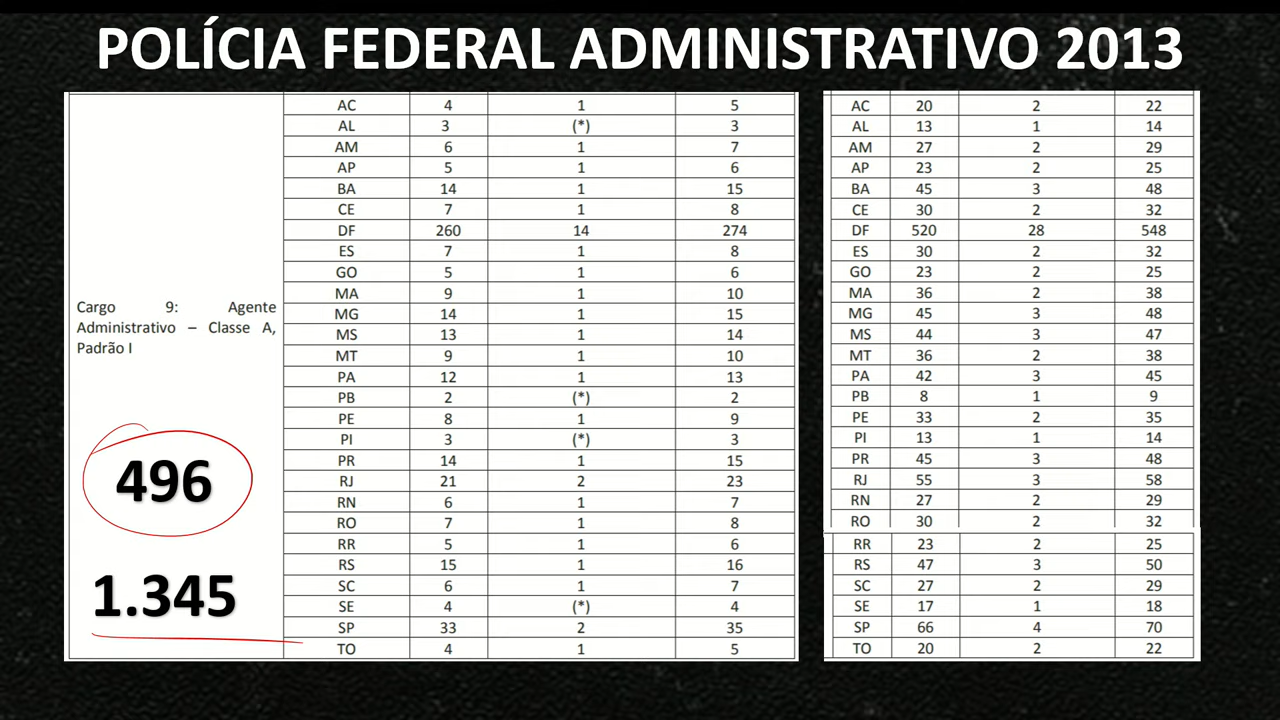 POLÍCIA FEDERAL ADMINISTRATIVO 2013
Cargo 9: Agente
Administrativo – Classe A,
Padrão I
496
1.345
AC 4 1 5
AL 3 (*) 3
AM 6 1 7
AP 5 1 6
BA 14 1 15
CE 7 1 8
DF 260 14 274
ES 7 1 8
GO 5 1 6
MA 9 1 10
MG 14 1 15
MS 13 1 14
MT 9 1 10
PA 12 1 13
PB 2 (*) 2
PE 8 1 9
PI 3 (*) 3
PR 14 1 15
RJ 21 2 23
RN 6 1 7
RO 7 1 8
RR 5 1 6
RS 15 1 16
SC 6 1 7
SE 4 (*) 4
SP 33 2 35
TO 4 1 5
AC 20 2 22
AL 13 1 14
AM 27 2 29
AP 23 2 25
BA 45 3 48
CE 30 2 32
DF 520 28 548
ES 30 2 32
GO 23 2 25
MA 36 2 38
MG 45 3 48
MS 44 3 47
MT 36 2 38
PA 42 3 45
PB 8 1 9
PE 33 2 35
PI 13 1 14
PR 45 3 48
RJ 55 3 58
RN 27 2 29
RO 30 2 32
RR 23 2 25
RS 47 3 50
SC 27 2 29
SE 17 1 18
SP 66 4 70
TO 20 2 22